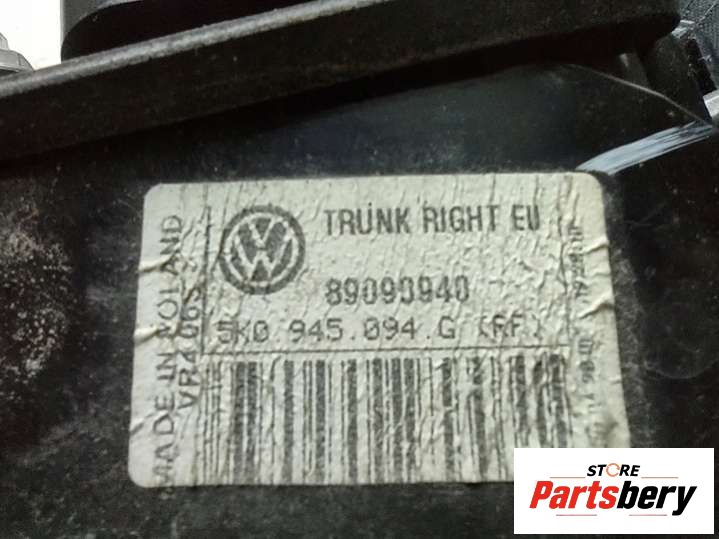 TRUNK RIGHT EU
89090940
5K0.945.094.G (RF)
MADE IN POLAND
STORE
Partsbery